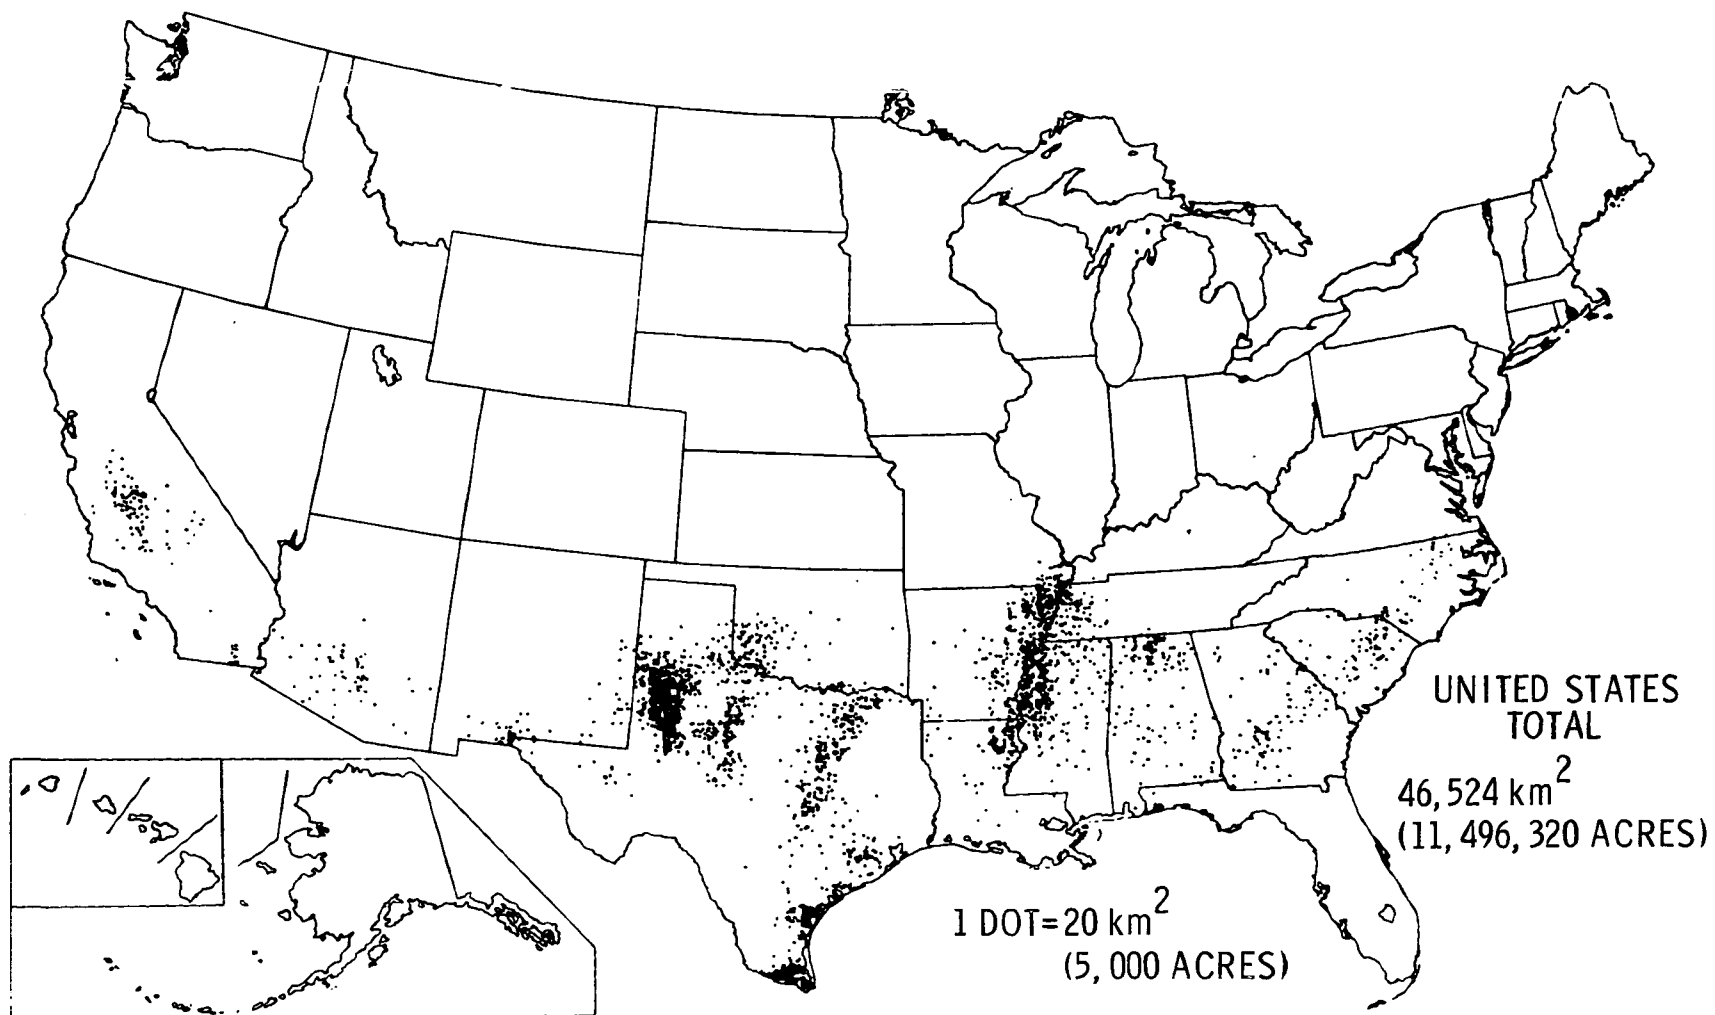 UNITED STATES
TOTAL
46,524 km²
(11,496,320 ACRES)
1 DOT=20 km²
(5,000 ACRES)